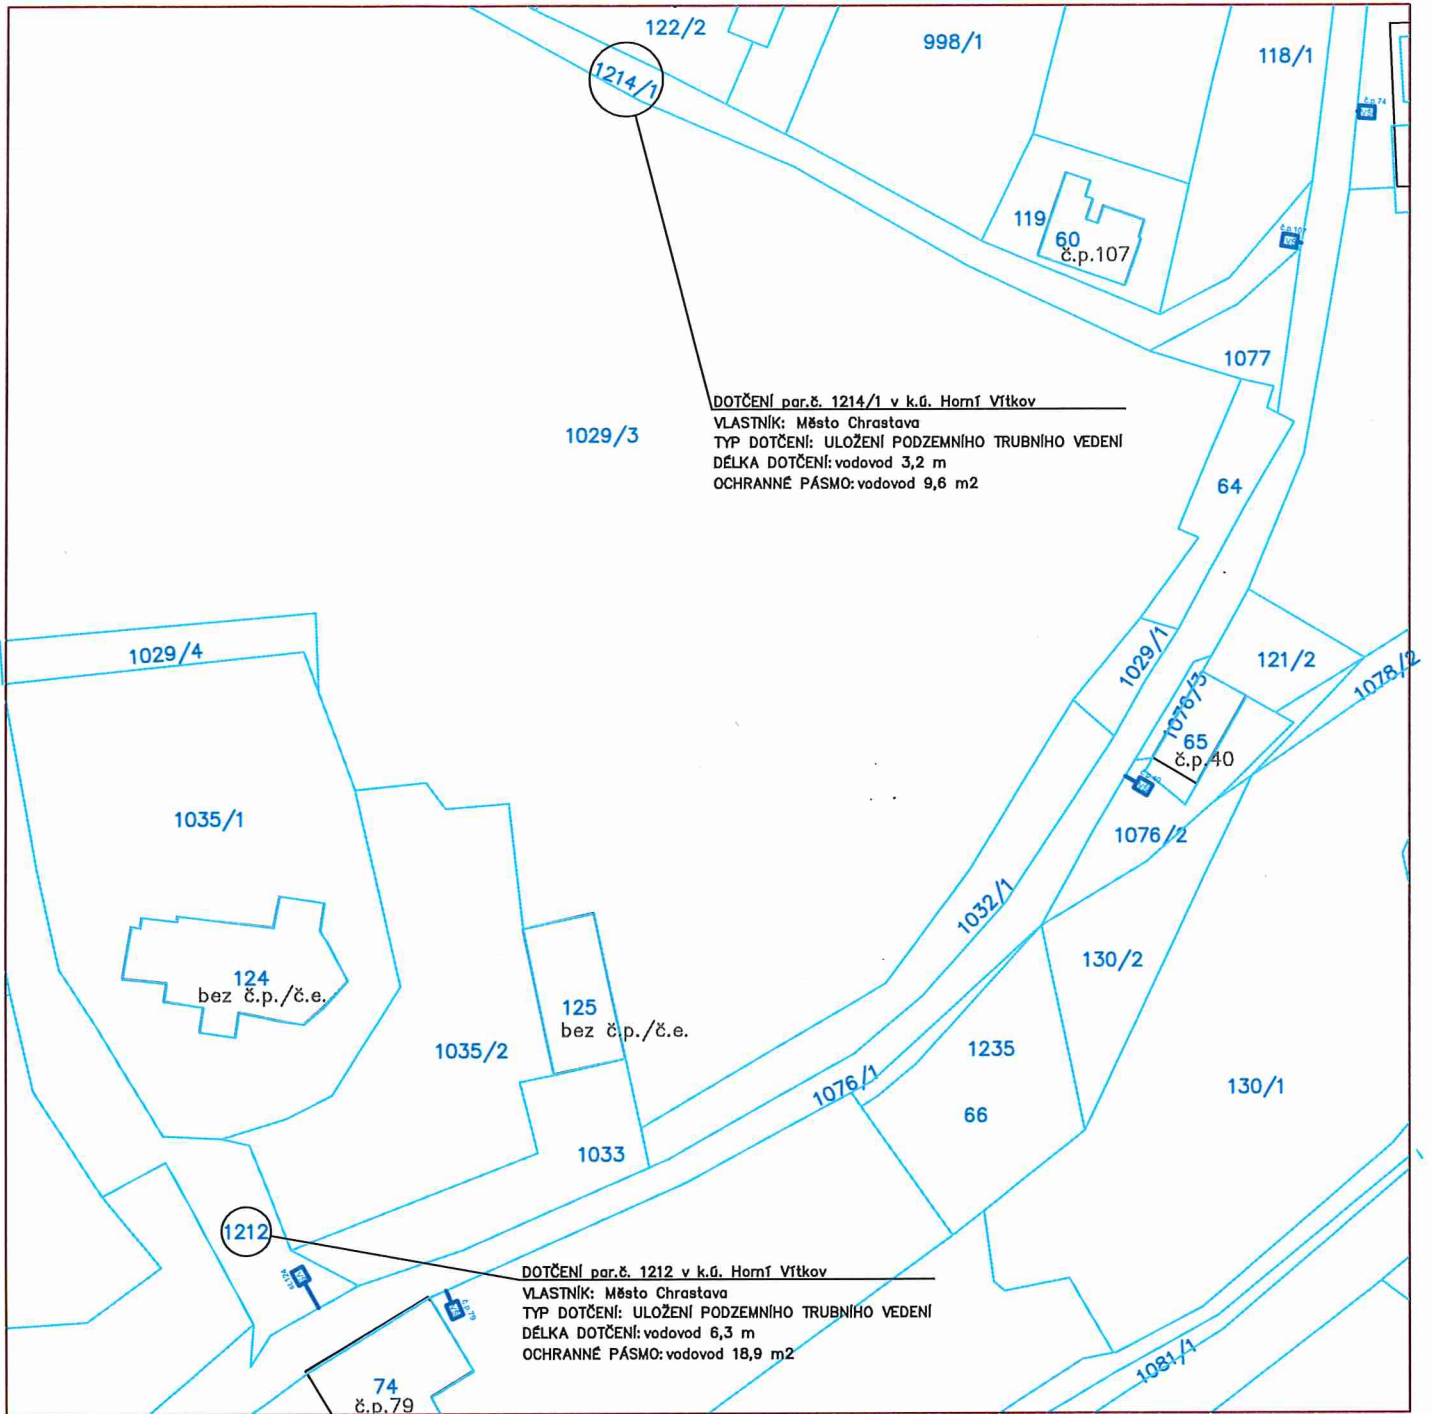 122/2
998/1
118/1
1214/1
č.p.74
119
60
č.p.107
č.p.107
1077
DOTČENÍ par.č. 1214/1 v k.ú. Horní Vítkov
VLASTNÍK: Město Chrastava
TYP DOTČENÍ: ULOŽENÍ PODZEMNÍHO TRUBNÍHO VEDENÍ
DÉLKA DOTČENÍ: vodovod 3,2 m
OCHRANNÉ PÁSMO: vodovod 9,6 m2
1029/3
64
1029/4
1029/1
121/2
1078/2
1076/3
65
č.p.40
č.p.40
1035/1
1076/2
1032/1
130/2
124
bez č.p./č.e.
125
bez č.p./č.e.
1035/2
1235
1076/1
130/1
66
1033
1212
DOTČENÍ par.č. 1212 v k.ú. Horní Vítkov
VLASTNÍK: Město Chrastava
TYP DOTČENÍ: ULOŽENÍ PODZEMNÍHO TRUBNÍHO VEDENÍ
DÉLKA DOTČENÍ: vodovod 6,3 m
OCHRANNÉ PÁSMO: vodovod 18,9 m2
č.p.79
1081/1
74
č.p.79